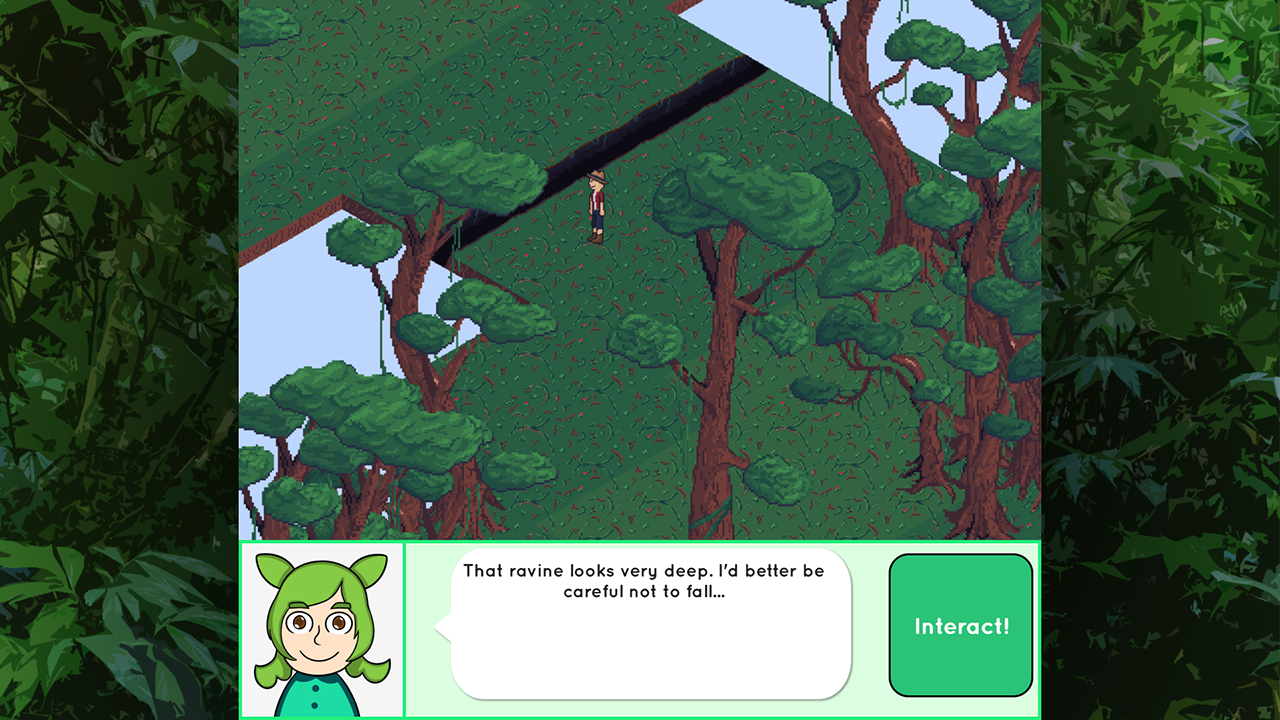 That ravine looks very deep. I'd better be
careful not to fall...
Interact!